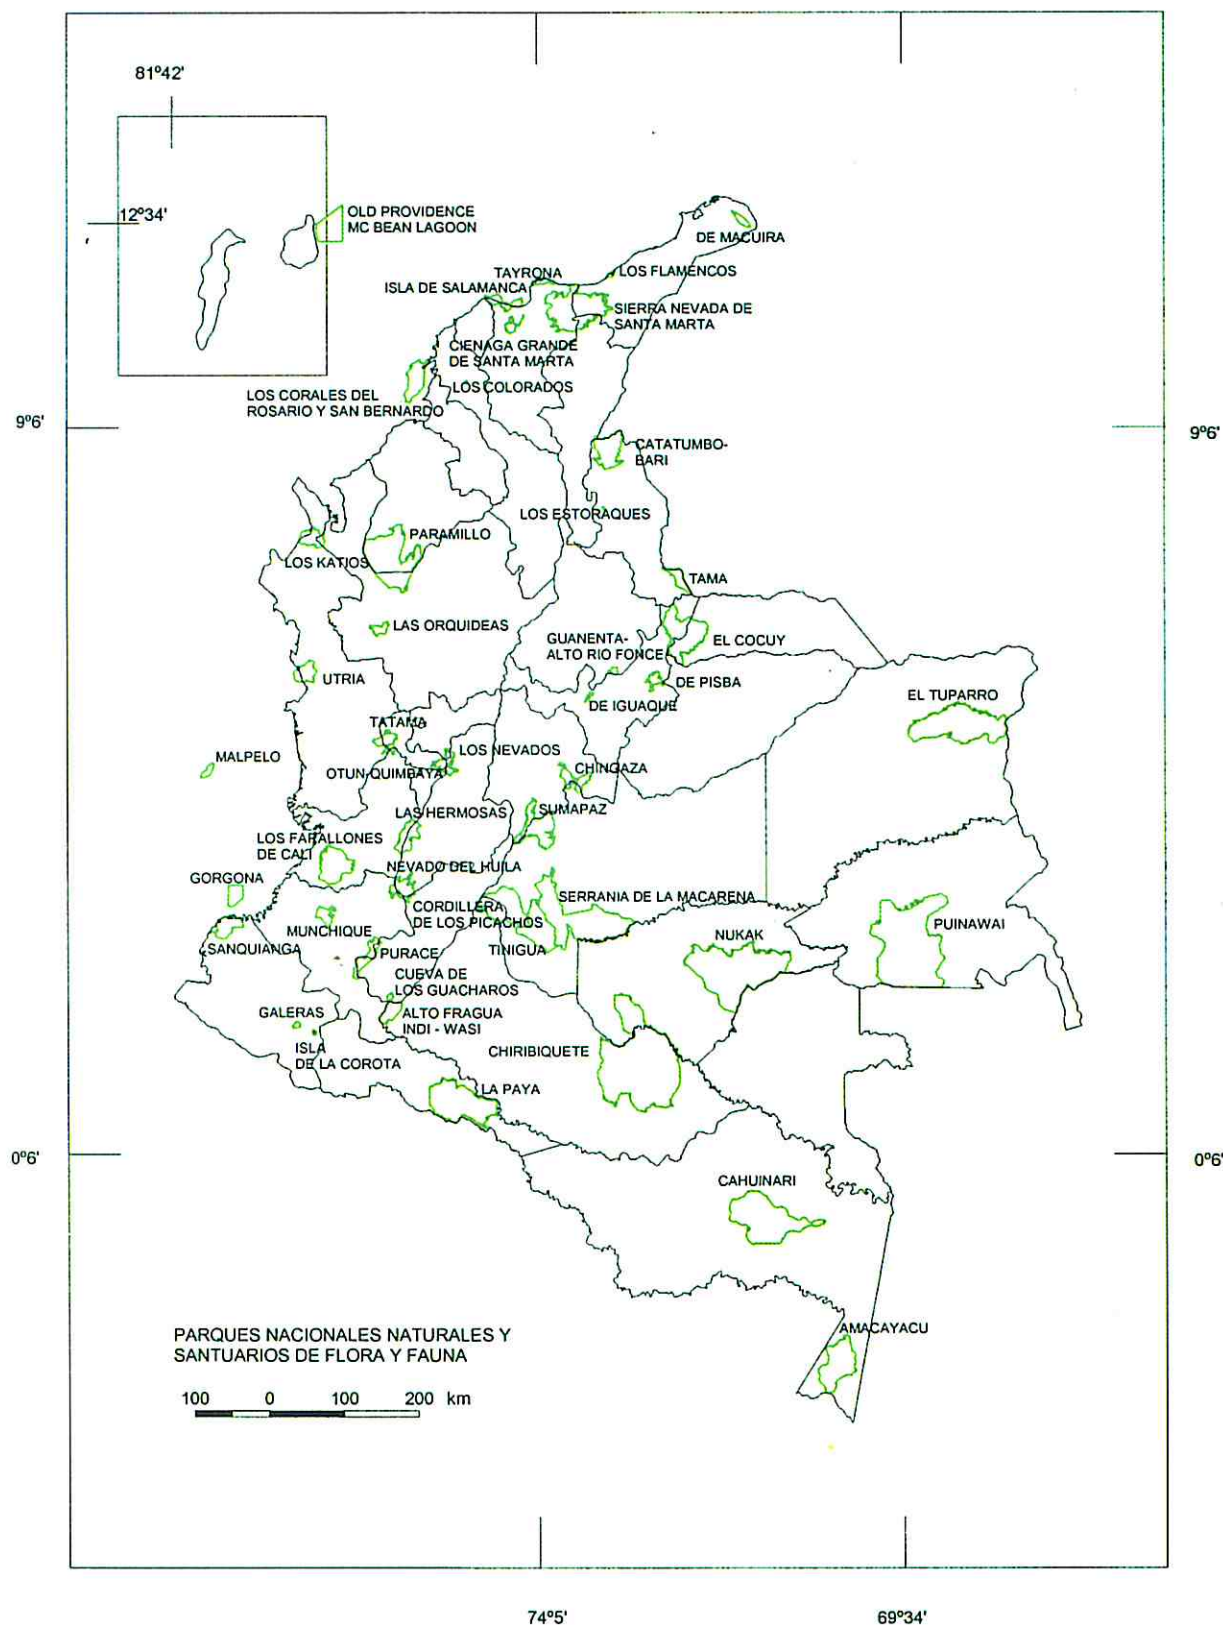 81º42'
12º34'
OLD PROVIDENCE
MC BEAN LAGOON
DE MACUIRA
LOS FLAMENCOS
TAYRONA
ISLA DE SALAMANCA
SIERRA NEVADA DE
SANTA MARTA
CIENAGA GRANDE
DE SANTA MARTA
LOS COLORADOS
LOS CORALES DEL
ROSARIO Y SAN BERNARDO
9º6'
9º6'
CATATUMBO-
BARI
LOS ESTORAQUES
PARAMILLO
LOS KATIOS
TAMA
LAS ORQUIDEAS
GUANENTA-
ALTO RIO FONCE
EL COCUY
UTRIA
DE PISBA
DE IGUAQUE
EL TUPARRO
TATAMA
LOS NEVADOS
MALPELO
OTUN-QUIMBAYA
CHINGAZA
LAS HERMOSAS
SUMAPAZ
LOS FARALLONES
DE CALI
NEVADO DEL HUILA
GORGONA
SERRANIA DE LA MACARENA
CORDILLERA
DE LOS PICACHOS
MUNCHIQUE
PUINAWAI
NUKAK
SANQUIANGA
PURACE
TINIGUA
CUEVA DE
LOS GUACHAROS
GALERAS
ALTO FRAGUA
INDI - WASI
ISLA
DE LA COROTA
CHIRIBIQUETE
LA PAYA
0º6'
0º6'
CAHUINARI
AMACAYACU
PARQUES NACIONALES NATURALES Y
SANTUARIOS DE FLORA Y FAUNA
100 0 100 200 km
74º5'
69º34'